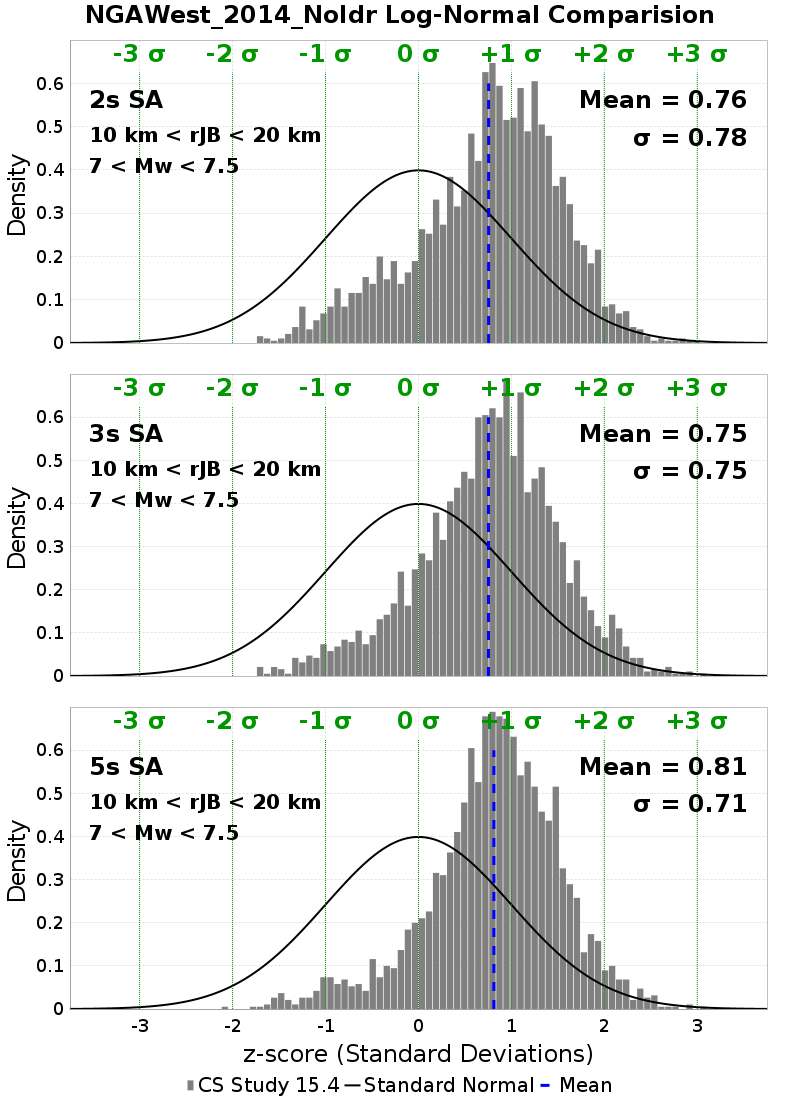 NGAWest_2014_NoIdr Log-Normal Comparision
-3 σ -2 σ -1 σ 0 σ +1 σ +2 σ +3 σ
2s SA
Mean = 0.76
10 km < rJB < 20 km
σ = 0.78
7 < Mw < 7.5
Density
0.6
0.5
0.4
0.3
0.2
0.1
0
-3 σ -2 σ -1 σ 0 σ +1 σ +2 σ +3 σ
3s SA
Mean = 0.75
10 km < rJB < 20 km
σ = 0.75
7 < Mw < 7.5
Density
0.6
0.5
0.4
0.3
0.2
0.1
0
-3 σ -2 σ -1 σ 0 σ +1 σ +2 σ +3 σ
5s SA
Mean = 0.81
10 km < rJB < 20 km
σ = 0.71
7 < Mw < 7.5
Density
0.6
0.5
0.4
0.3
0.2
0.1
0
-3 -2 -1 0 1 2 3
z-score (Standard Deviations)
CS Study 15.4 Standard Normal Mean